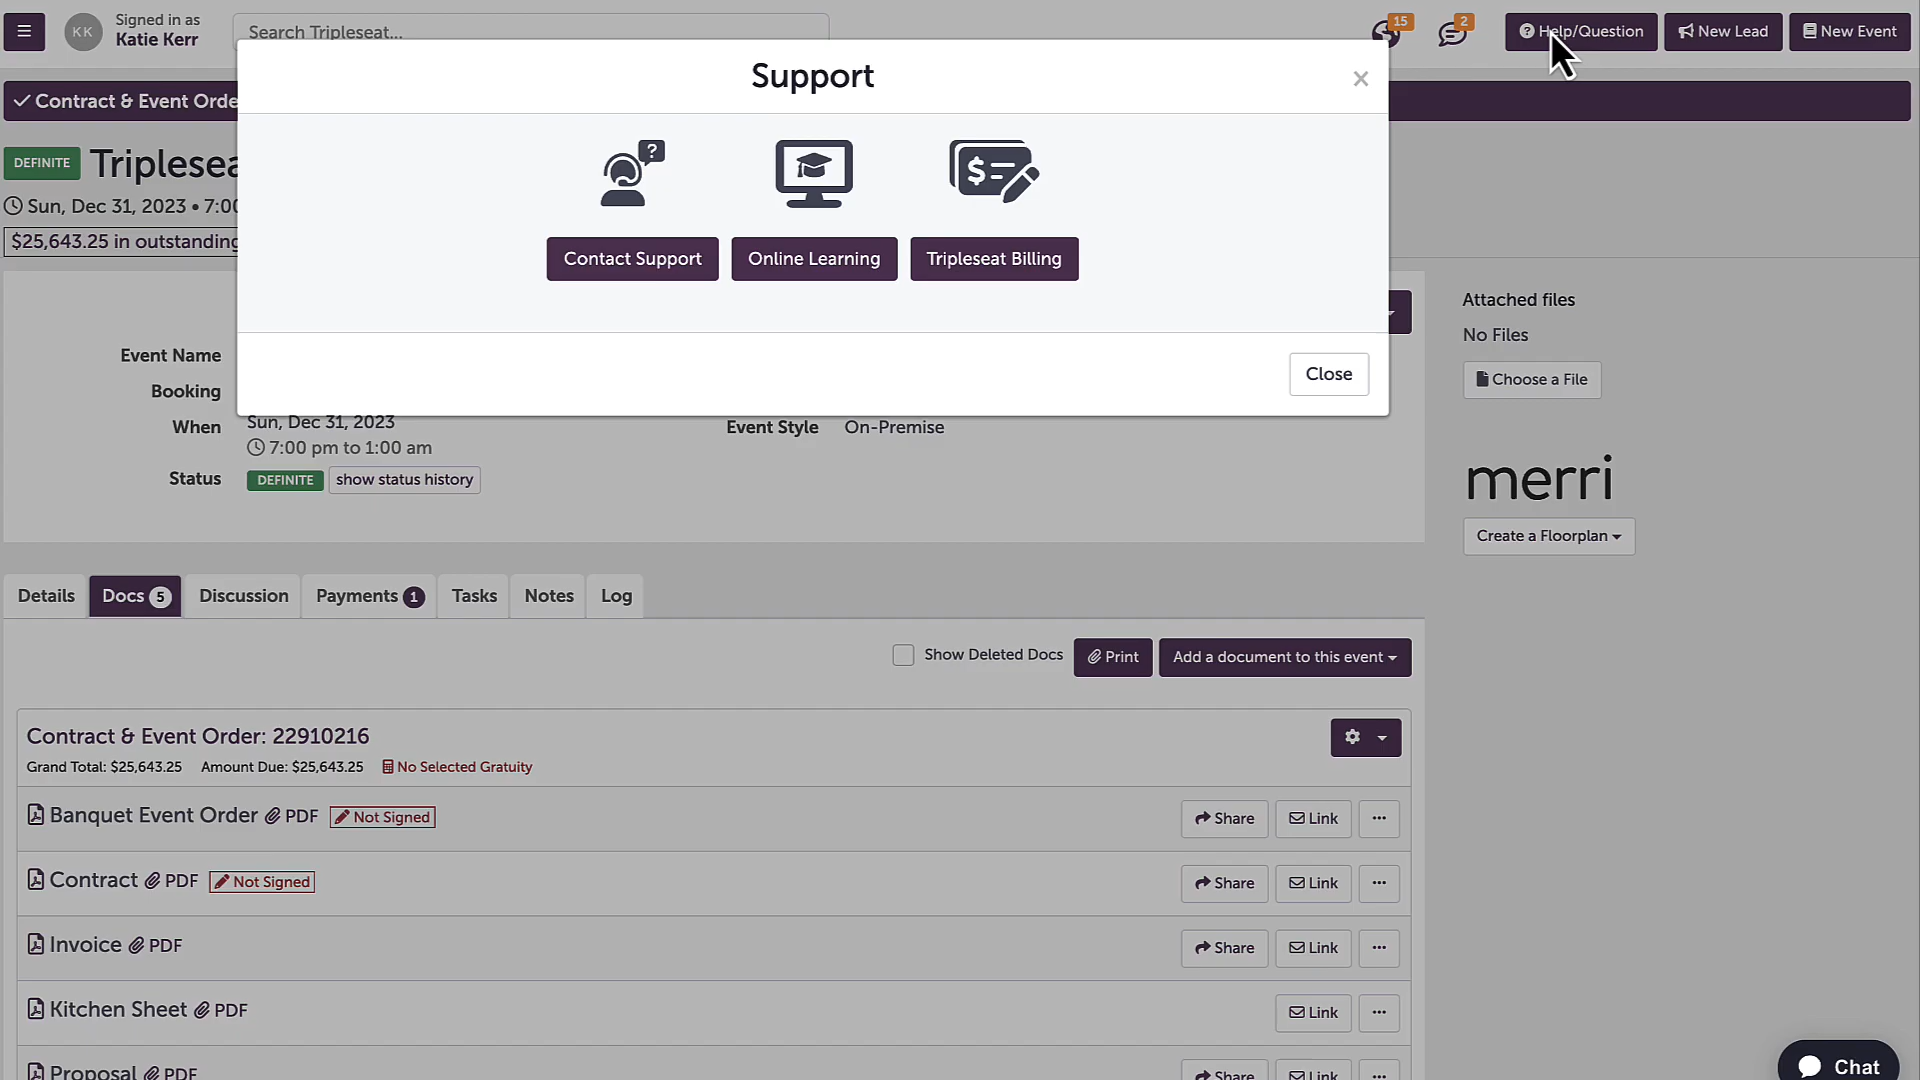 KK
Signed in as
Katie Kerr
Search Tripleseat...
15
2
Help/Question
New Lead
New Event
Support
×
Contract & Event Orde
DEFINITE
Triplesea
Sun, Dec 31, 2023 • 7:00
$25,643.25 in outstanding
Contact Support
Online Learning
Tripleseat Billing
Close
Attached files
No Files
Choose a File
merri
Create a Floorplan
Event Name
Booking
When
Sun, Dec 31, 2023
7:00 pm to 1:00 am
Event Style
On-Premise
Status
DEFINITE
show status history
Details
Docs 5
Discussion
Payments 1
Tasks
Notes
Log
Show Deleted Docs
Print
Add a document to this event
Contract & Event Order: 22910216
Grand Total: $25,643.25 Amount Due: $25,643.25 No Selected Gratuity
Banquet Event Order PDF Not Signed
Share Link ...
Contract PDF Not Signed
Share Link ...
Invoice PDF
Share Link ...
Kitchen Sheet PDF
Link ...
Proposal PDF
Share Link ...
Chat